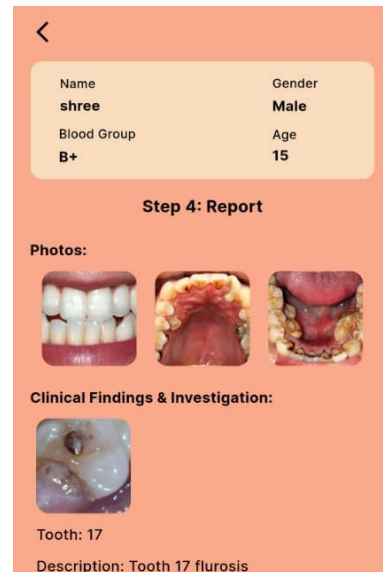 Name Gender
shree Male
Blood Group Age
B+ 15
Step 4: Report
Photos:
Clinical Findings & Investigation:
Tooth: 17
Description: Tooth 17 flurosis